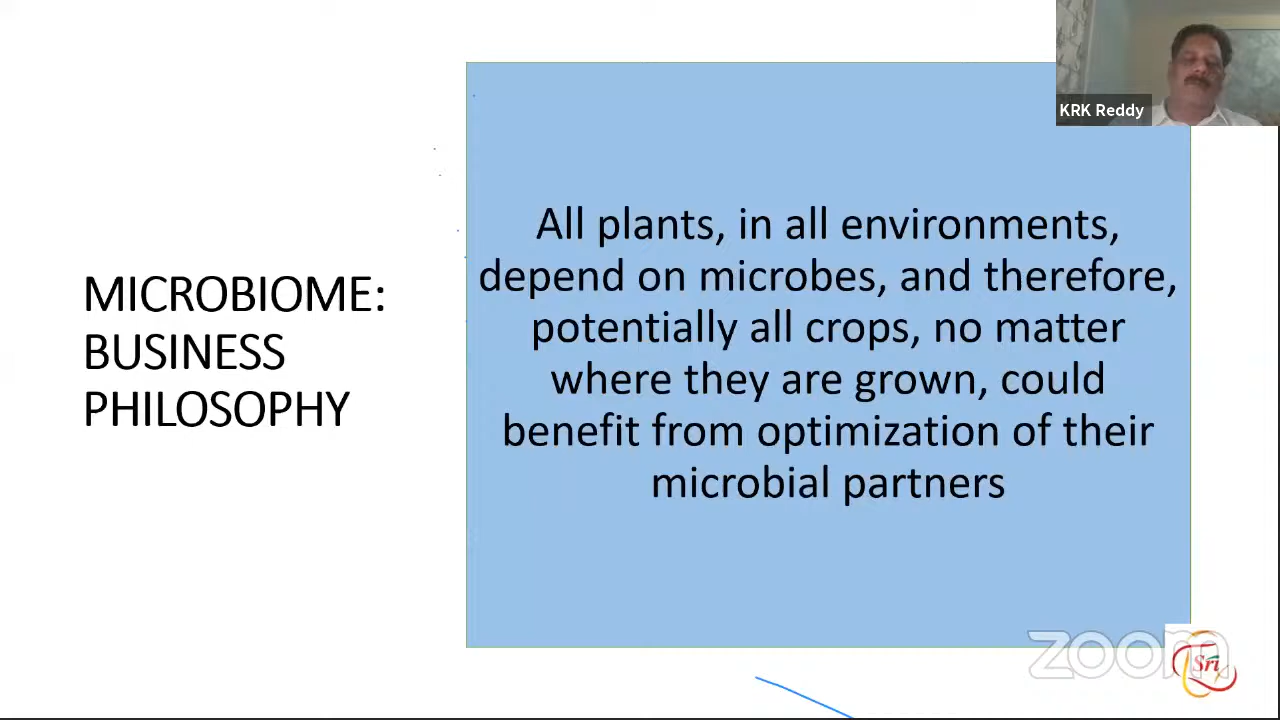 KRK Reddy
MICROBIOME:
BUSINESS
PHILOSOPHY
All plants, in all environments,
depend on microbes, and therefore,
potentially all crops, no matter
where they are grown, could
benefit from optimization of their
microbial partners
zoom
Sri